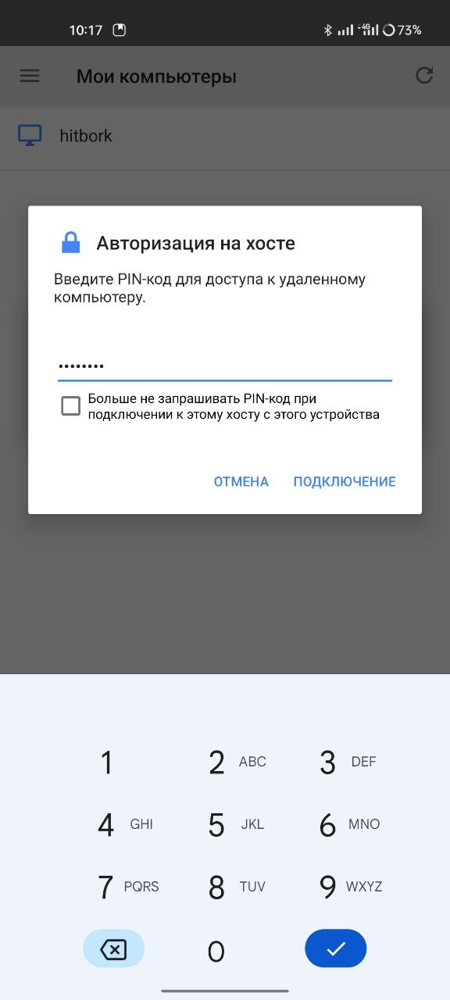 10:17 4G 73%
Мои компьютеры
hitbork
Авторизация на хосте
Введите PIN-код для доступа к удаленному
компьютеру.
••••••••
Больше не запрашивать PIN-код при
подключении к этому хосту с этого устройства
ОТМЕНА ПОДКЛЮЧЕНИЕ
1 2 ABC 3 DEF
4 GHI 5 JKL 6 MNO
7 PQRS 8 TUV 9 WXYZ
0